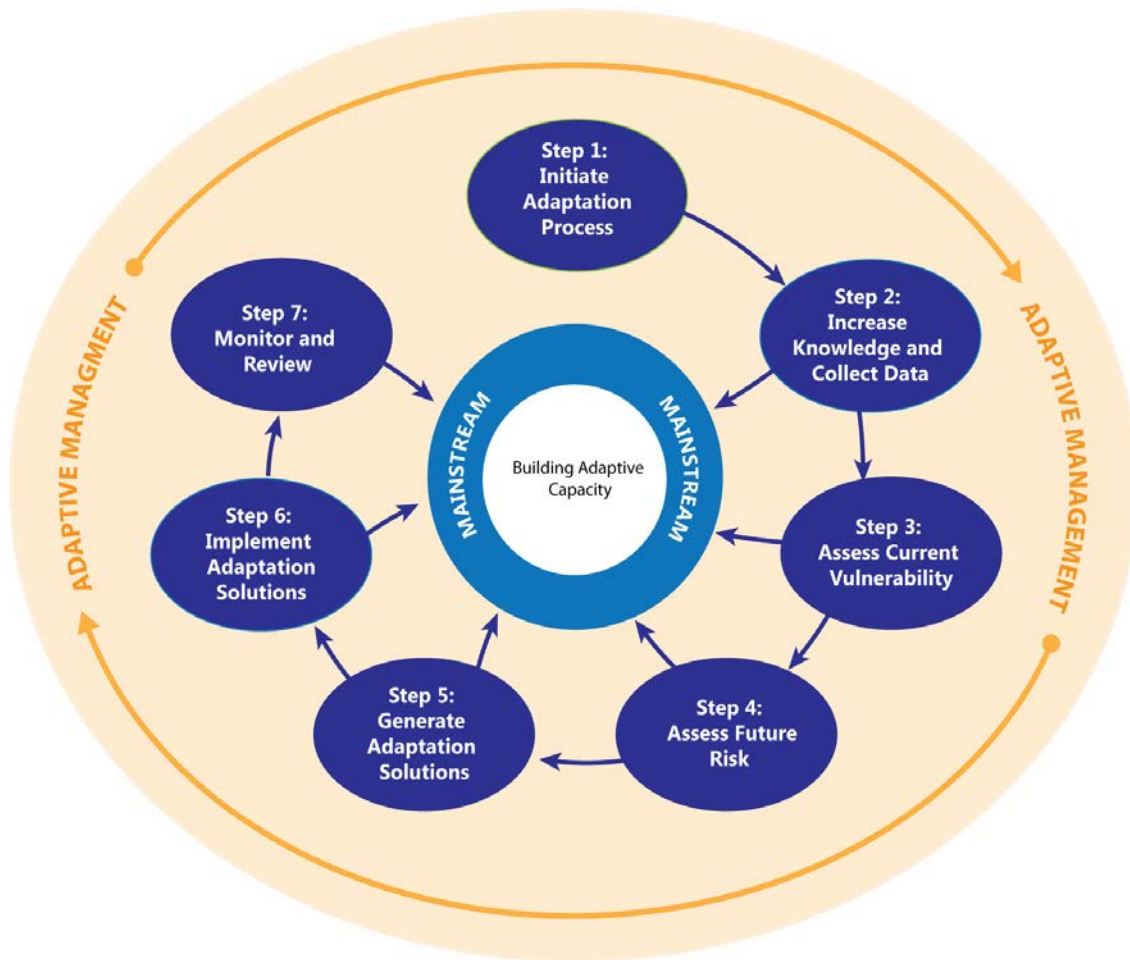 Step 1:
Initiate
Adaptation
Process
Step 2:
Increase
Knowledge and
Collect Data
Step 3:
Assess Current
Vulnerability
Step 4:
Assess Future
Risk
Step 5:
Generate
Adaptation
Solutions
Step 6:
Implement
Adaptation
Solutions
Step 7:
Monitor and
Review
MAINSTREAM
MAINSTREAM
Building Adaptive
Capacity
ADAPTIVE MANAGMENT
ADAPTIVE MANAGEMENT